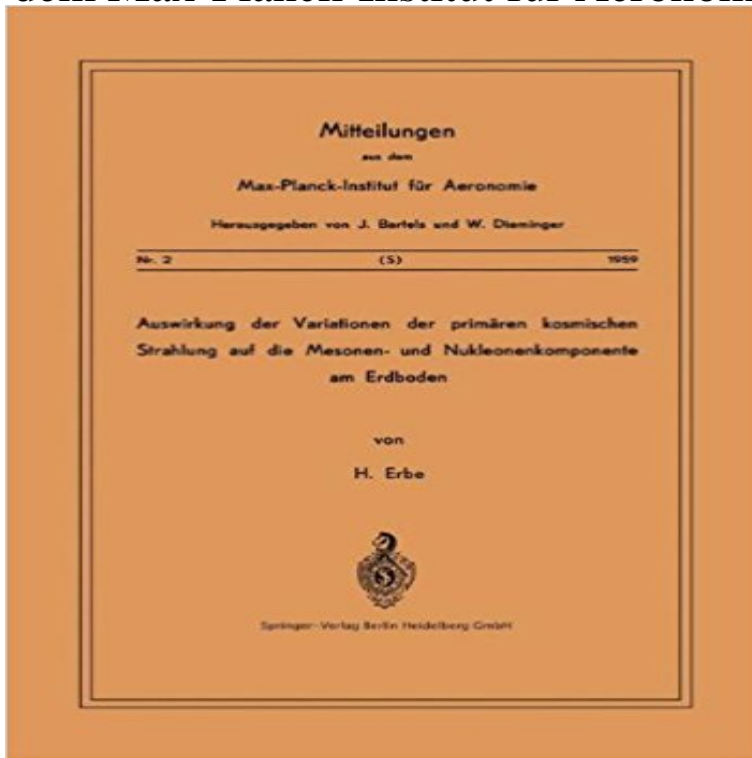 Mitteilungen
aus dem
Max-Planck-Institut für Aeronomie
Herausgegeben von J. Bartels und W. Dieminger
Nr. 2 (S) 1959
Auswirkung der Variationen der primären kosmischen
Strahlung auf die Mesonen- und Nukleonenkomponente
am Erdboden
von
H. Erbe
Springer-Verlag Berlin Heidelberg GmbH